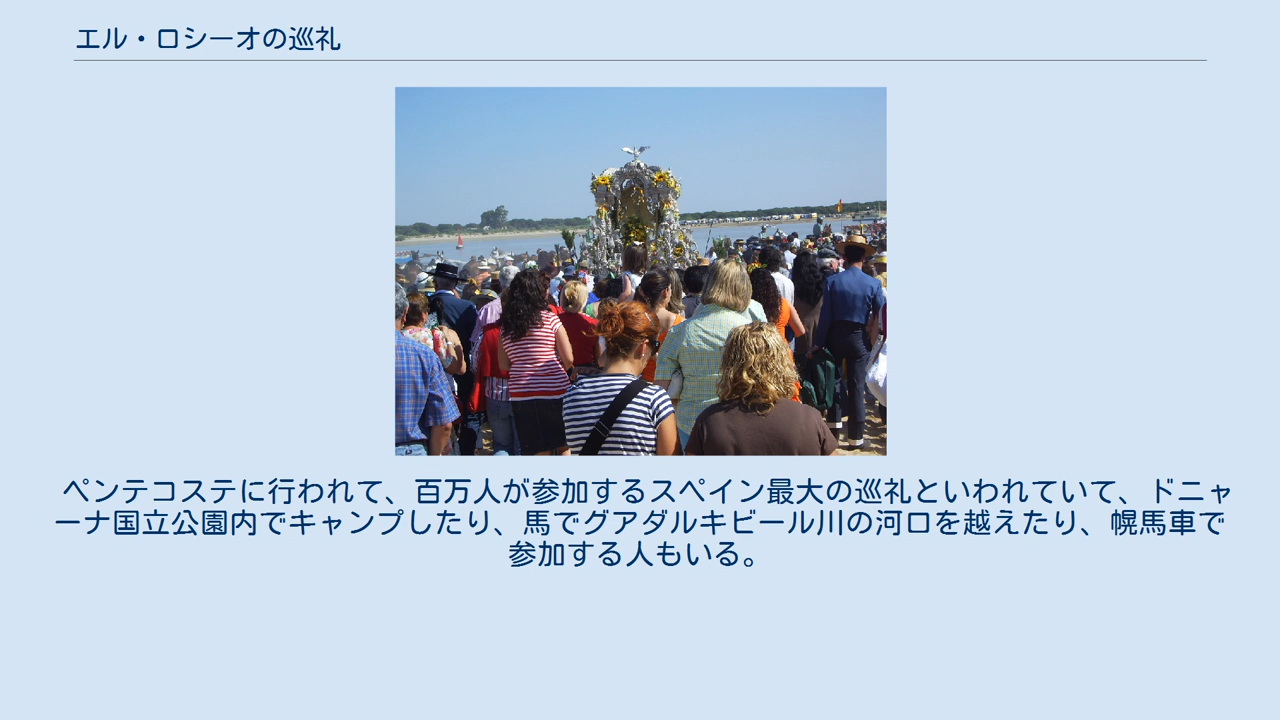 エル・ロシーオの巡礼
ペンテコステに行われて、百万人が参加するスペイン最大の巡礼といわれていて、ドニャ
ーナ国立公園内でキャンプしたり、馬でグアダルキビール川の河口を越えたり、幌馬車で
参加する人もいる。